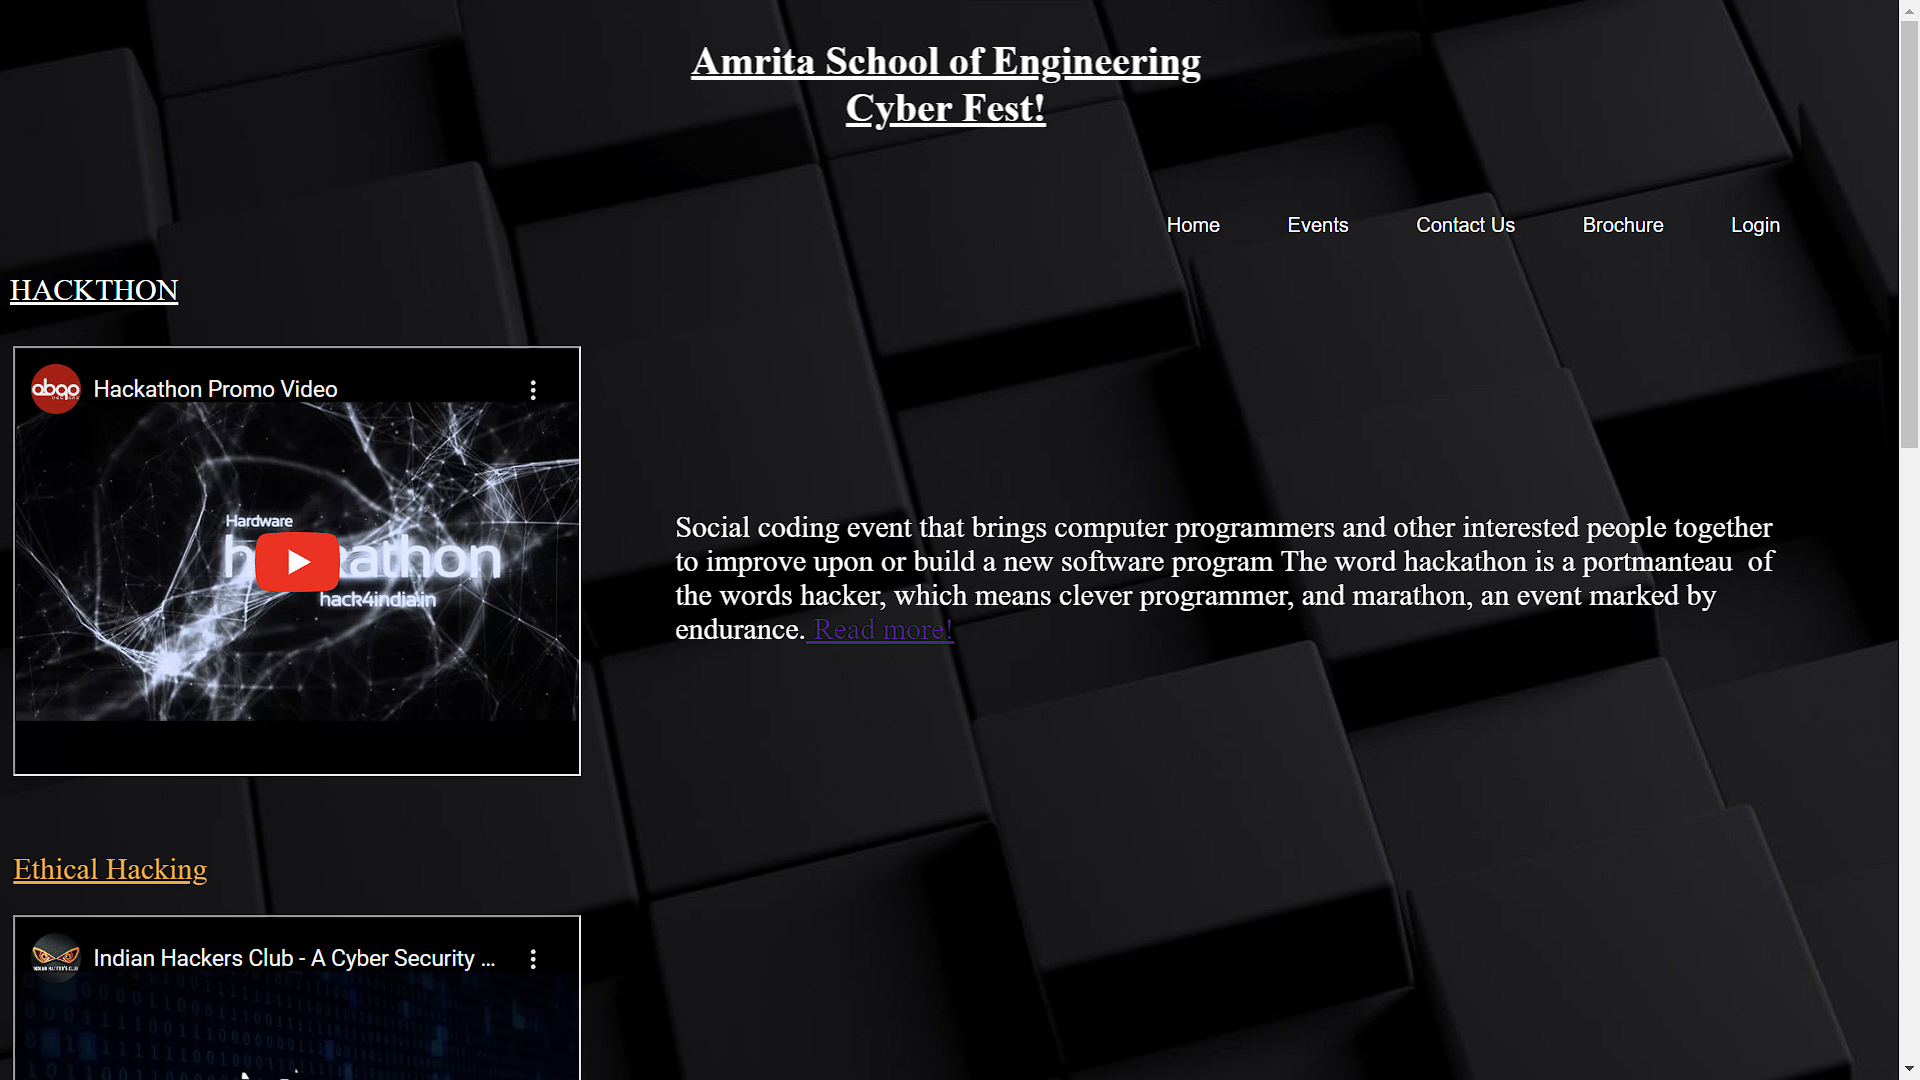 Amrita School of Engineering
Cyber Fest!
Home Events Contact Us Brochure Login
HACKTHON
abqo
Hackathon Promo Video
Hardware
hack4india.in
Social coding event that brings computer programmers and other interested people together
to improve upon or build a new software program The word hackathon is a portmanteau of
the words hacker, which means clever programmer, and marathon, an event marked by
endurance. Read more!
Ethical Hacking
Indian Hackers Club - A Cyber Security ...